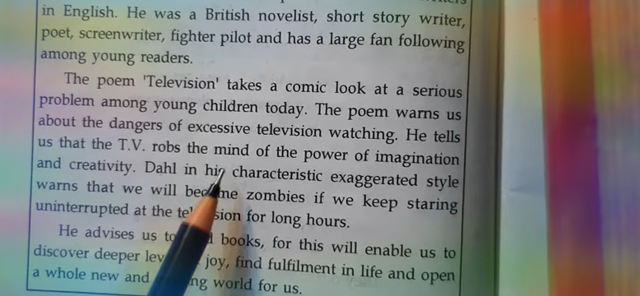 in English. He was a British novelist, short story writer,
poet, screenwriter, fighter pilot and has a large fan following
among young readers.
The poem 'Television' takes a comic look at a serious
problem among young children today. The poem warns us
about the dangers of excessive television watching. He tells
us that the T.V. robs the mind of the power of imagination
and creativity. Dahl in his characteristic exaggerated style
warns that we will become zombies if we keep staring
uninterrupted at the television for long hours.
He advises us to books, for this will enable us to
discover deeper joy, find fulfilment in life and open
a whole new and world for us.